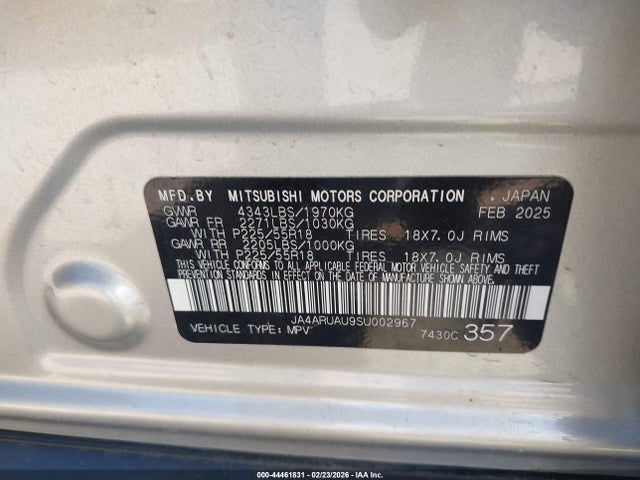 MFD.BY MITSUBISHI MOTORS CORPORATION , JAPAN
GVWR 4343LBS/1970KG FEB 2025
GAWR FR 2271LBS/1030KG
WITH P225/55R18 TIRES 18X7.0J RIMS
GAWR RR 2205LBS/1000KG
WITH P225/55R18 TIRES 18X7.0J RIMS
THIS VEHICLE CONFORMS TO ALL APPLICABLE FEDERAL MOTOR VEHICLE SAFETY AND THEFT
PREVENTION STANDARDS IN EFFECT ON THE DATE OF MANUFACTURE SHOWN ABOVE.
JA4ARUAU9SU002967
VEHICLE TYPE: MPV 7430C 357
000-44461831 - 02/23/2026 - IAA Inc.